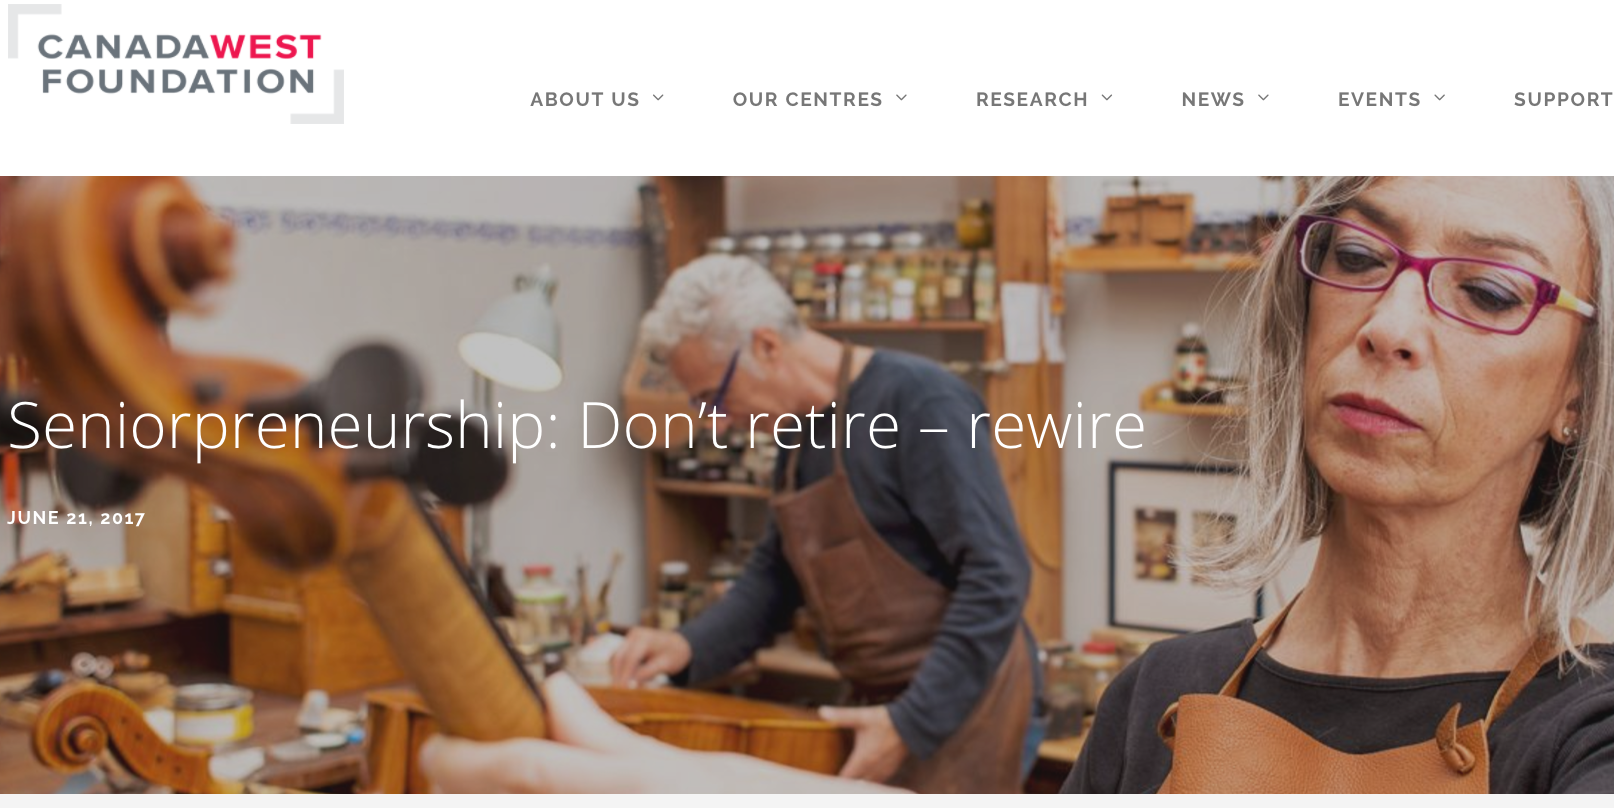 CANADAWEST
FOUNDATION
ABOUT US
OUR CENTRES
RESEARCH
NEWS
EVENTS
SUPPORT
Seniorpreneurship: Don’t retire – rewire
JUNE 21, 2017